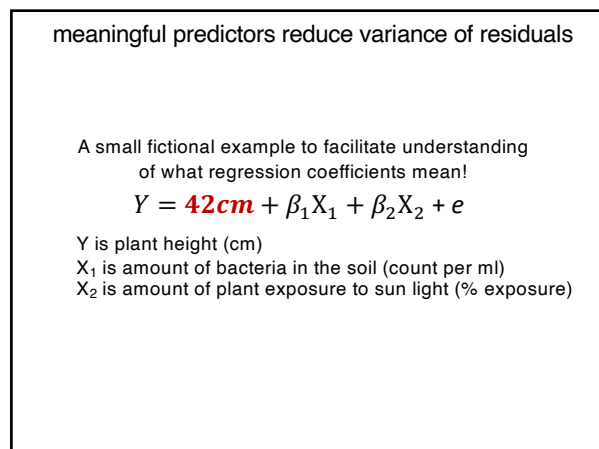 meaningful predictors reduce variance of residuals
A small fictional example to facilitate understanding
of what regression coefficients mean!
Y = 42cm + β₁X₁ + β₂X₂ + e
Y is plant height (cm)
X₁ is amount of bacteria in the soil (count per ml)
X₂ is amount of plant exposure to sun light (% exposure)